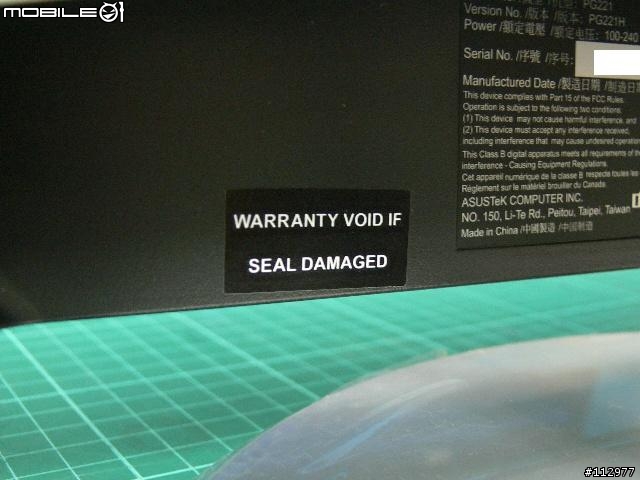 MOBILE01
PG221
Version No. /版本 /版本: PG221H
Power /額定電壓 /额定电压: 100-240
Serial No. /序號 /序号:
Manufactured Date /製造日期 /制造日期
This device complies with Part 15 of the FCC Rules.
Operation is subject to the following two conditions:
(1) This device may not cause harmful interference, and
(2) This device must accept any interference received,
including interference that may cause undesired operation
This Class B digital apparatus meets all requirements of the
interference - Causing Equipment Regulations.
Cet appareil numérique de la classe B respecte toutes les
Règlement sur le matériel brouiller du Canada.
ASUSTeK COMPUTER INC.
NO. 150, Li-Te Rd., Peitou, Taipei, Taiwan
Made in China /中國製造 /中国制造
WARRANTY VOID IF
SEAL DAMAGED
#112977